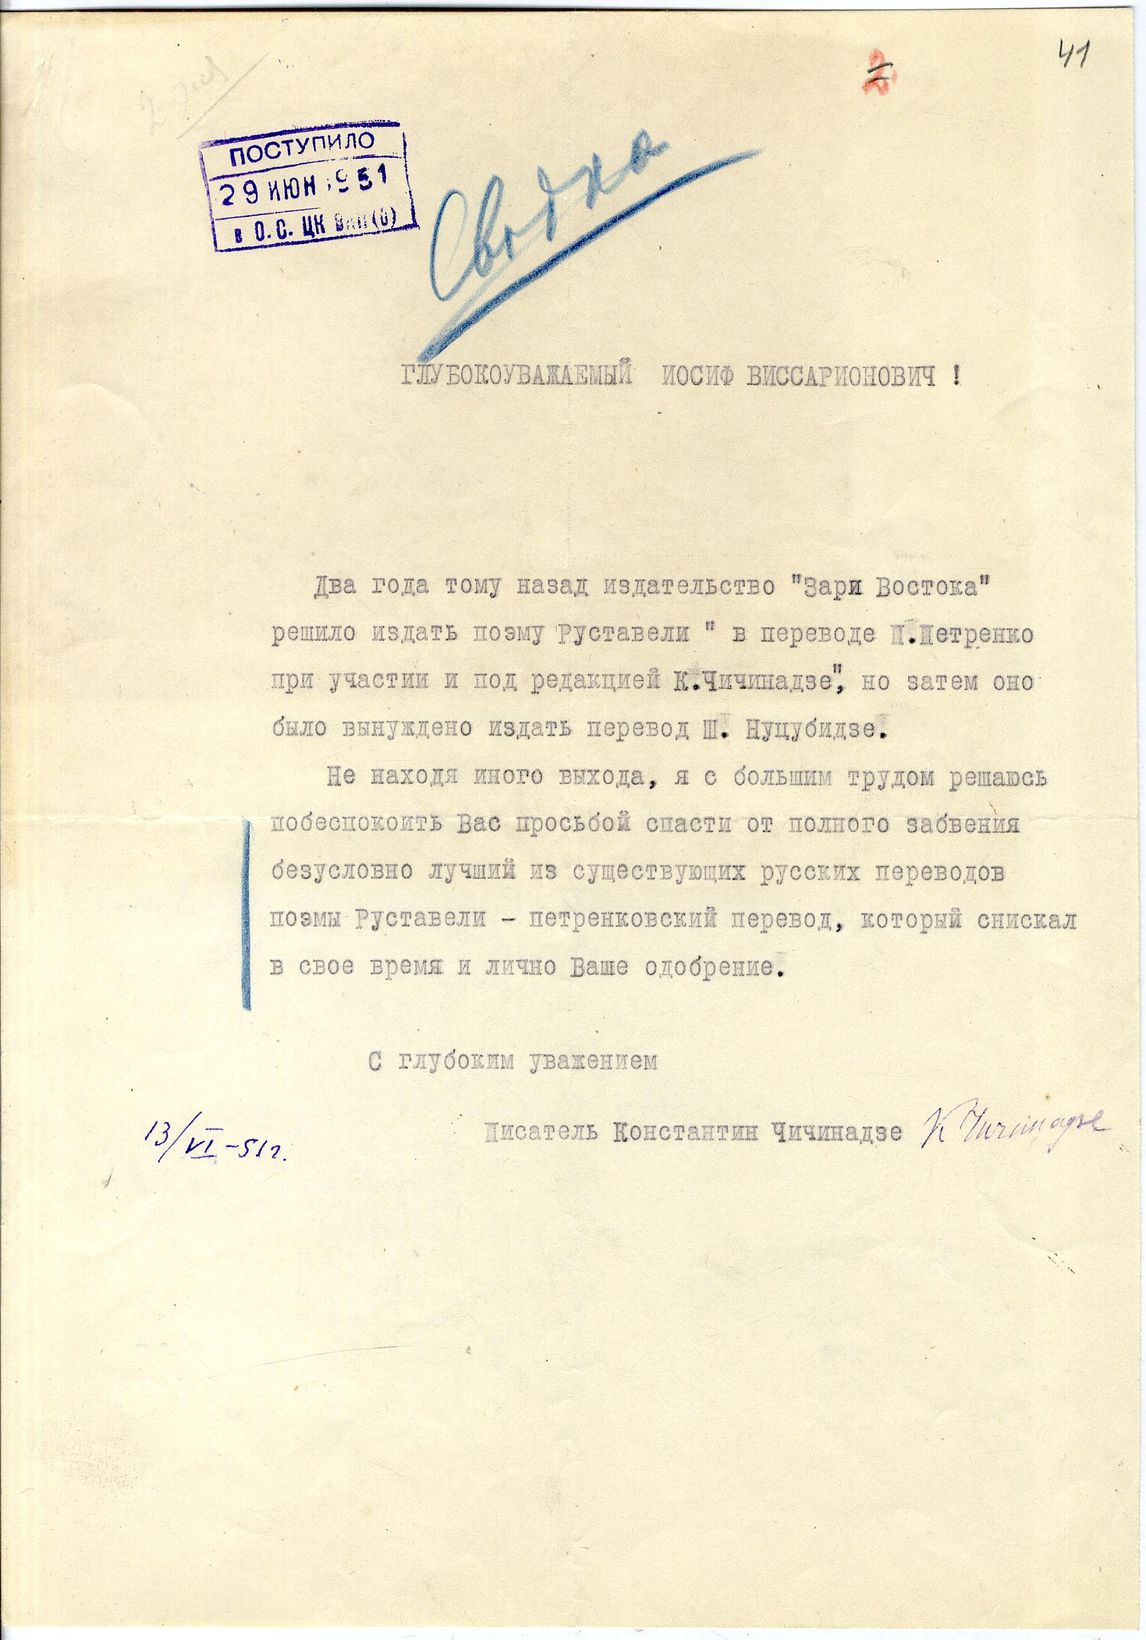 41
2
ПОСТУПИЛО
29 ИЮН 1951
в О.С. ЦК ВКП(б)
Сводка
ГЛУБОКОУВАЖАЕМЫЙ ИОСИФ ВИССАРИОНОВИЧ !
Два года тому назад издательство "Зари Востока"
решило издать поэму Руставели " в переводе П.Петренко
при участии и под редакцией К.Чичинадзе", но затем оно
было вынуждено издать перевод Ш. Нуцубидзе.
Не находя иного выхода, я с большим трудом решаюсь
побеспокоить Вас просьбой спасти от полного забвения
безусловно лучший из существующих русских переводов
поэмы Руставели – петренковский перевод, который снискал
в свое время и лично Ваше одобрение.
С глубоким уважением
13/VI-51г.
Писатель Константин Чичинадзе К Чичинадзе